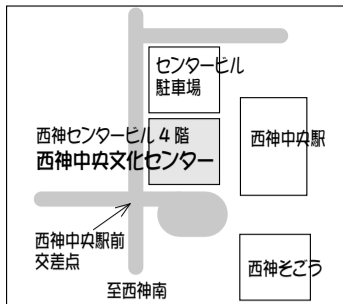 センタービル
駐車場
西神センタービル４階
西神中央文化センター
西神中央駅
西神中央駅前
交差点
西神そごう
至西神南